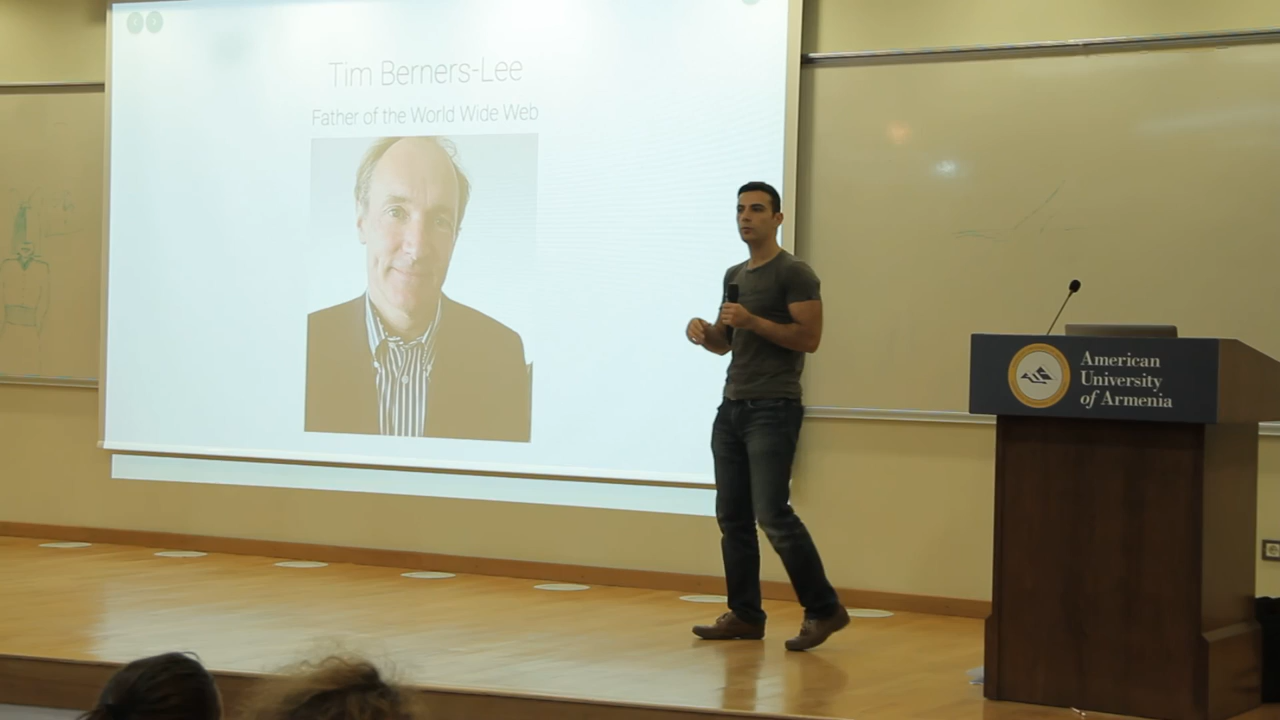 Tim Berners-Lee
Father of the World Wide Web
American
University
of Armenia